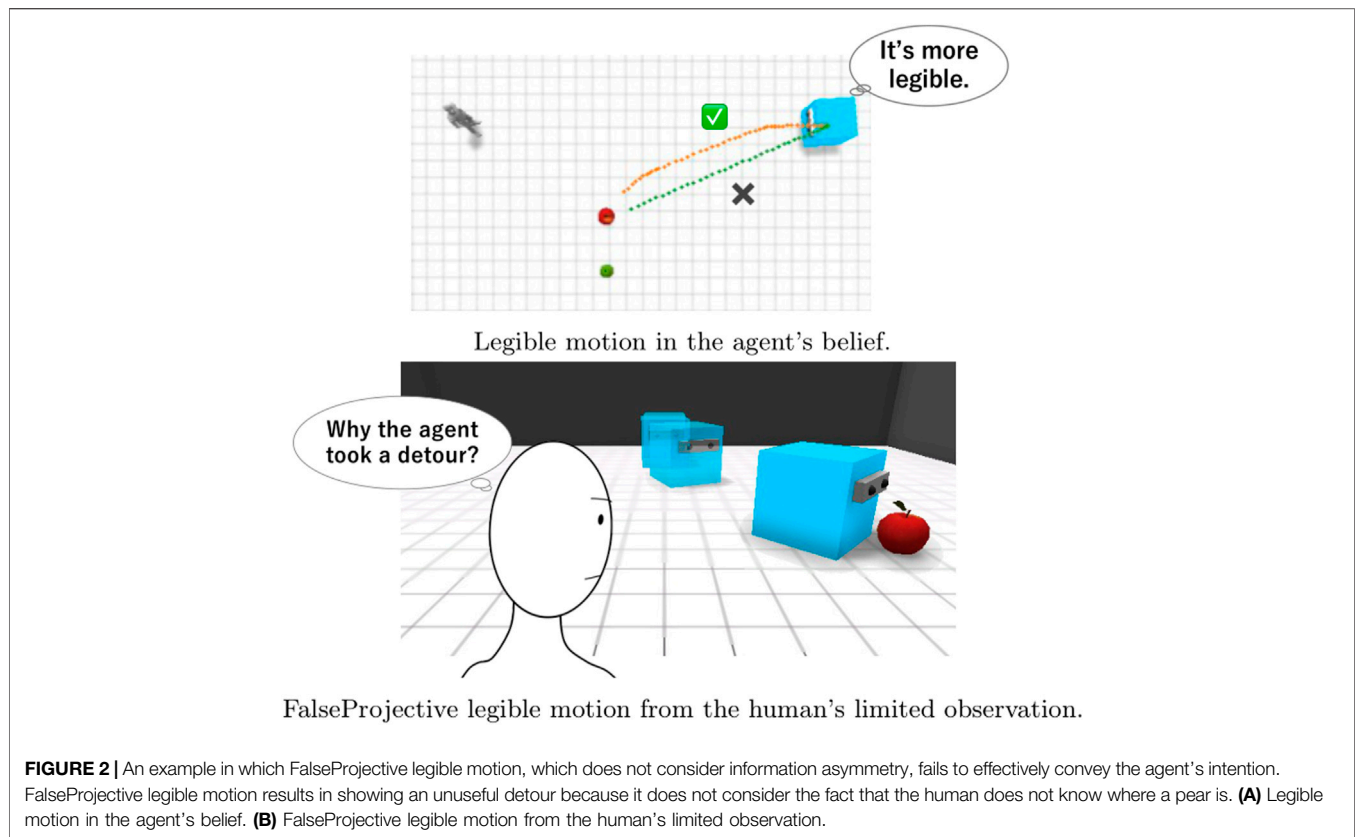 It's more
legible.
Legible motion in the agent's belief.
Why the agent
took a detour?
FalseProjective legible motion from the human's limited observation.
FIGURE 2 | An example in which FalseProjective legible motion, which does not consider information asymmetry, fails to effectively convey the agent's intention.
FalseProjective legible motion results in showing an unuseful detour because it does not consider the fact that the human does not know where a pear is. (A) Legible
motion in the agent's belief. (B) FalseProjective legible motion from the human's limited observation.